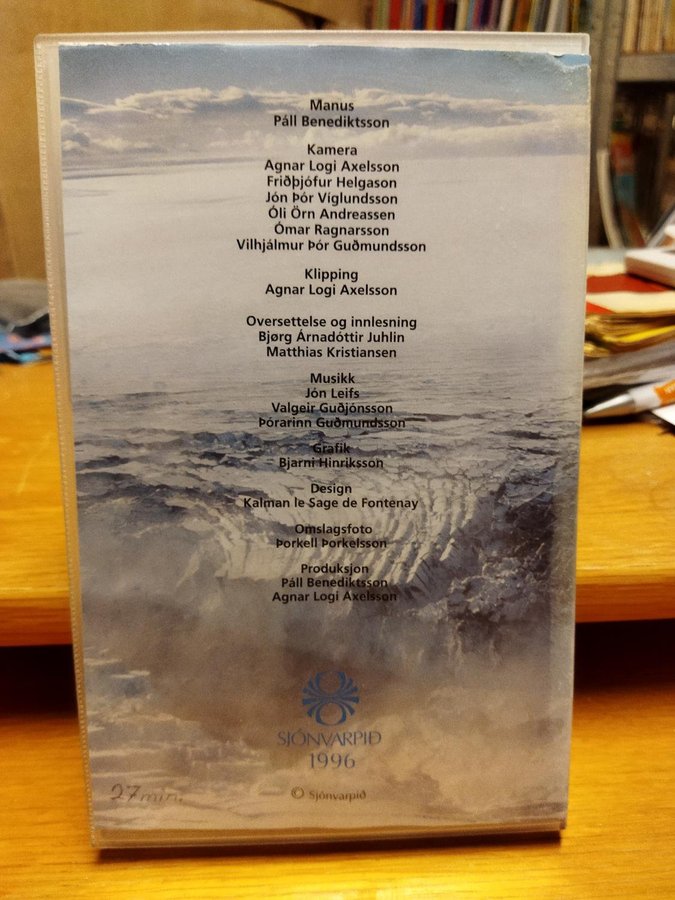 Manus
Páll Benediktsson
Kamera
Agnar Logi Axelsson
Friðþjófur Helgason
Jón Þór Víglundsson
Óli Örn Andreassen
Ómar Ragnarsson
Vilhjálmur Þór Guðmundsson
Klipping
Agnar Logi Axelsson
Oversettelse og innlesning
Bjørg Árnadóttir Juhlin
Matthias Kristiansen
Musikk
Jón Leifs
Valgeir Guðjónsson
Þórarinn Guðmundsson
Grafik
Bjarni Hinriksson
Design
Kalman le Sage de Fontenay
Omslagsfoto
Þorkell Þorkelsson
Produksjon
Páll Benediktsson
Agnar Logi Axelsson
SJÓNVARPIÐ
1996
27 min.
© Sjónvarpið